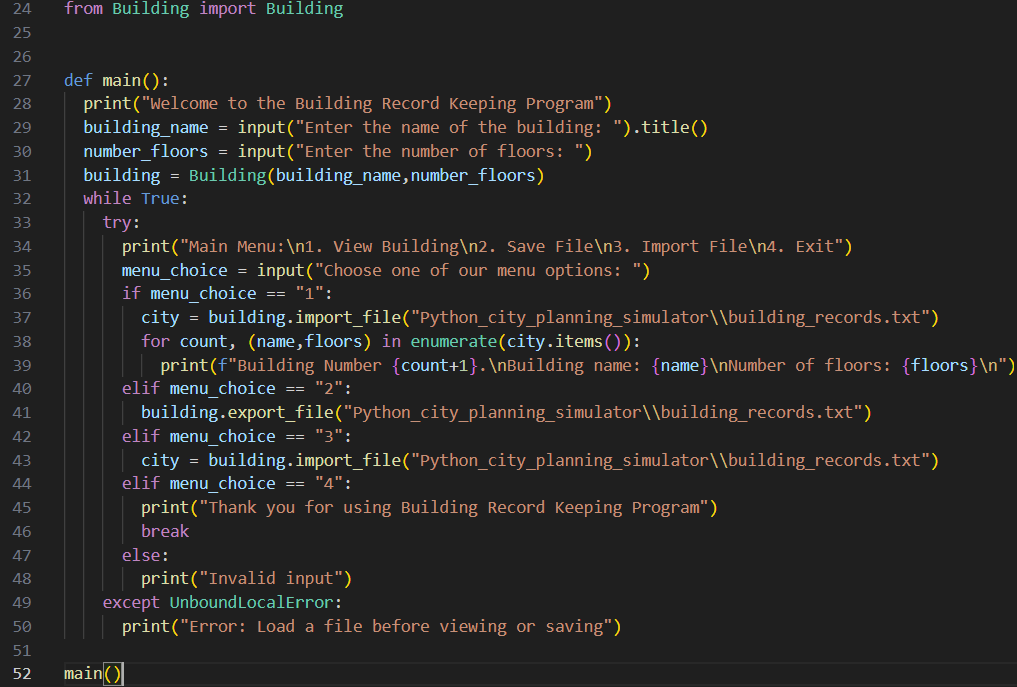 24 from Building import Building
25
26
27 def main():
28 print("Welcome to the Building Record Keeping Program")
29 building_name = input("Enter the name of the building: ").title()
30 number_floors = input("Enter the number of floors: ")
31 building = Building(building_name,number_floors)
32 while True:
33 try:
34 print("Main Menu:\n1. View Building\n2. Save File\n3. Import File\n4. Exit")
35 menu_choice = input("Choose one of our menu options: ")
36 if menu_choice == "1":
37 city = building.import_file("Python_city_planning_simulator\\building_records.txt")
38 for count, (name,floors) in enumerate(city.items()):
39 print(f"Building Number {count+1}.\nBuilding name: {name}\nNumber of floors: {floors}\n")
40 elif menu_choice == "2":
41 building.export_file("Python_city_planning_simulator\\building_records.txt")
42 elif menu_choice == "3":
43 city = building.import_file("Python_city_planning_simulator\\building_records.txt")
44 elif menu_choice == "4":
45 print("Thank you for using Building Record Keeping Program")
46 break
47 else:
48 print("Invalid input")
49 except UnboundLocalError:
50 print("Error: Load a file before viewing or saving")
51
52 main()